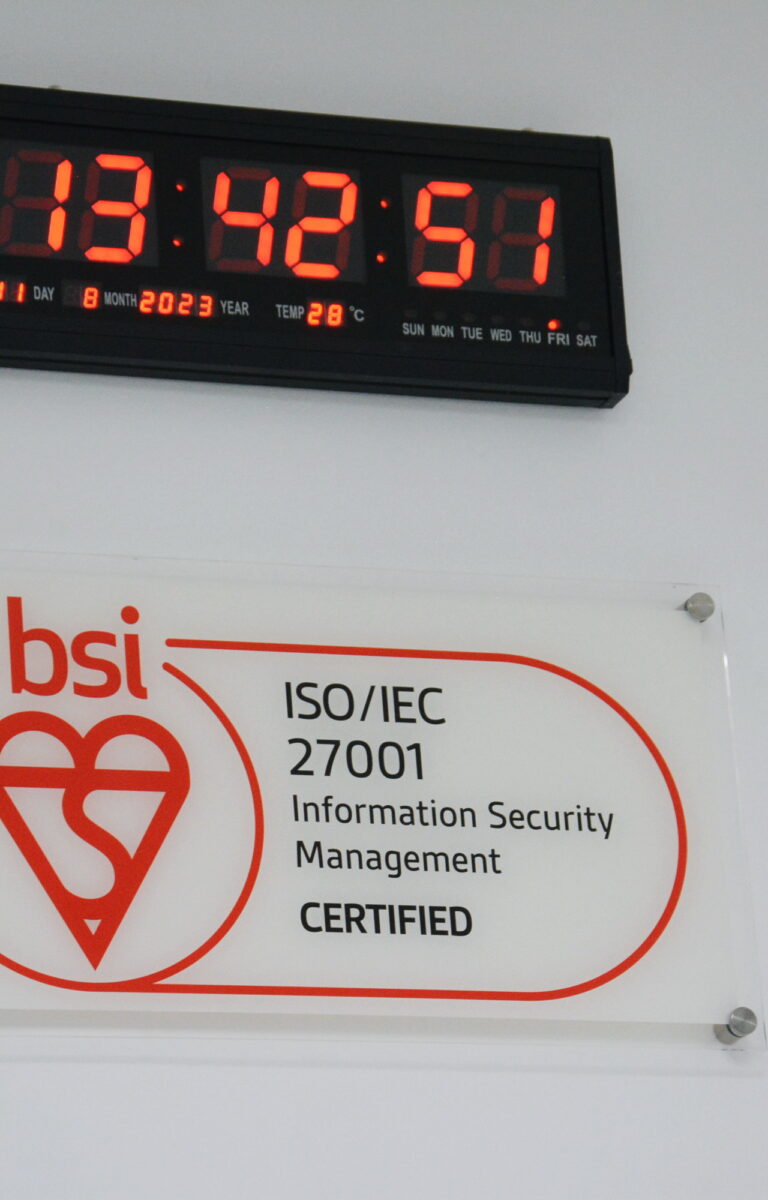 13:42:51
11 DAY 8 MONTH 2023 YEAR TEMP 28 °C
SUN MON TUE WED THU FRI SAT
bsi
ISO/IEC
27001
Information Security
Management
CERTIFIED